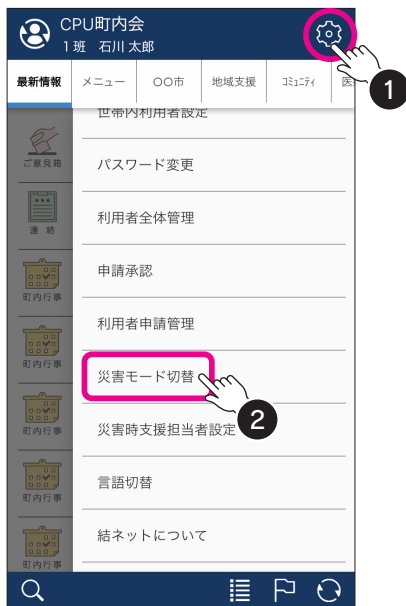 CPU町内会
1班 石川 太郎
最新情報 メニュー 〇〇市 地域支援 ｺﾐｭﾆﾃｨ 医
1
世帯内利用者設定
ご意見箱
パスワード変更
利用者全体管理
連 絡
申請承認
町内行事
利用者申請管理
町内行事
災害モード切替
2
災害時支援担当者設定
町内行事
言語切替
町内行事
結ネットについて
町内行事